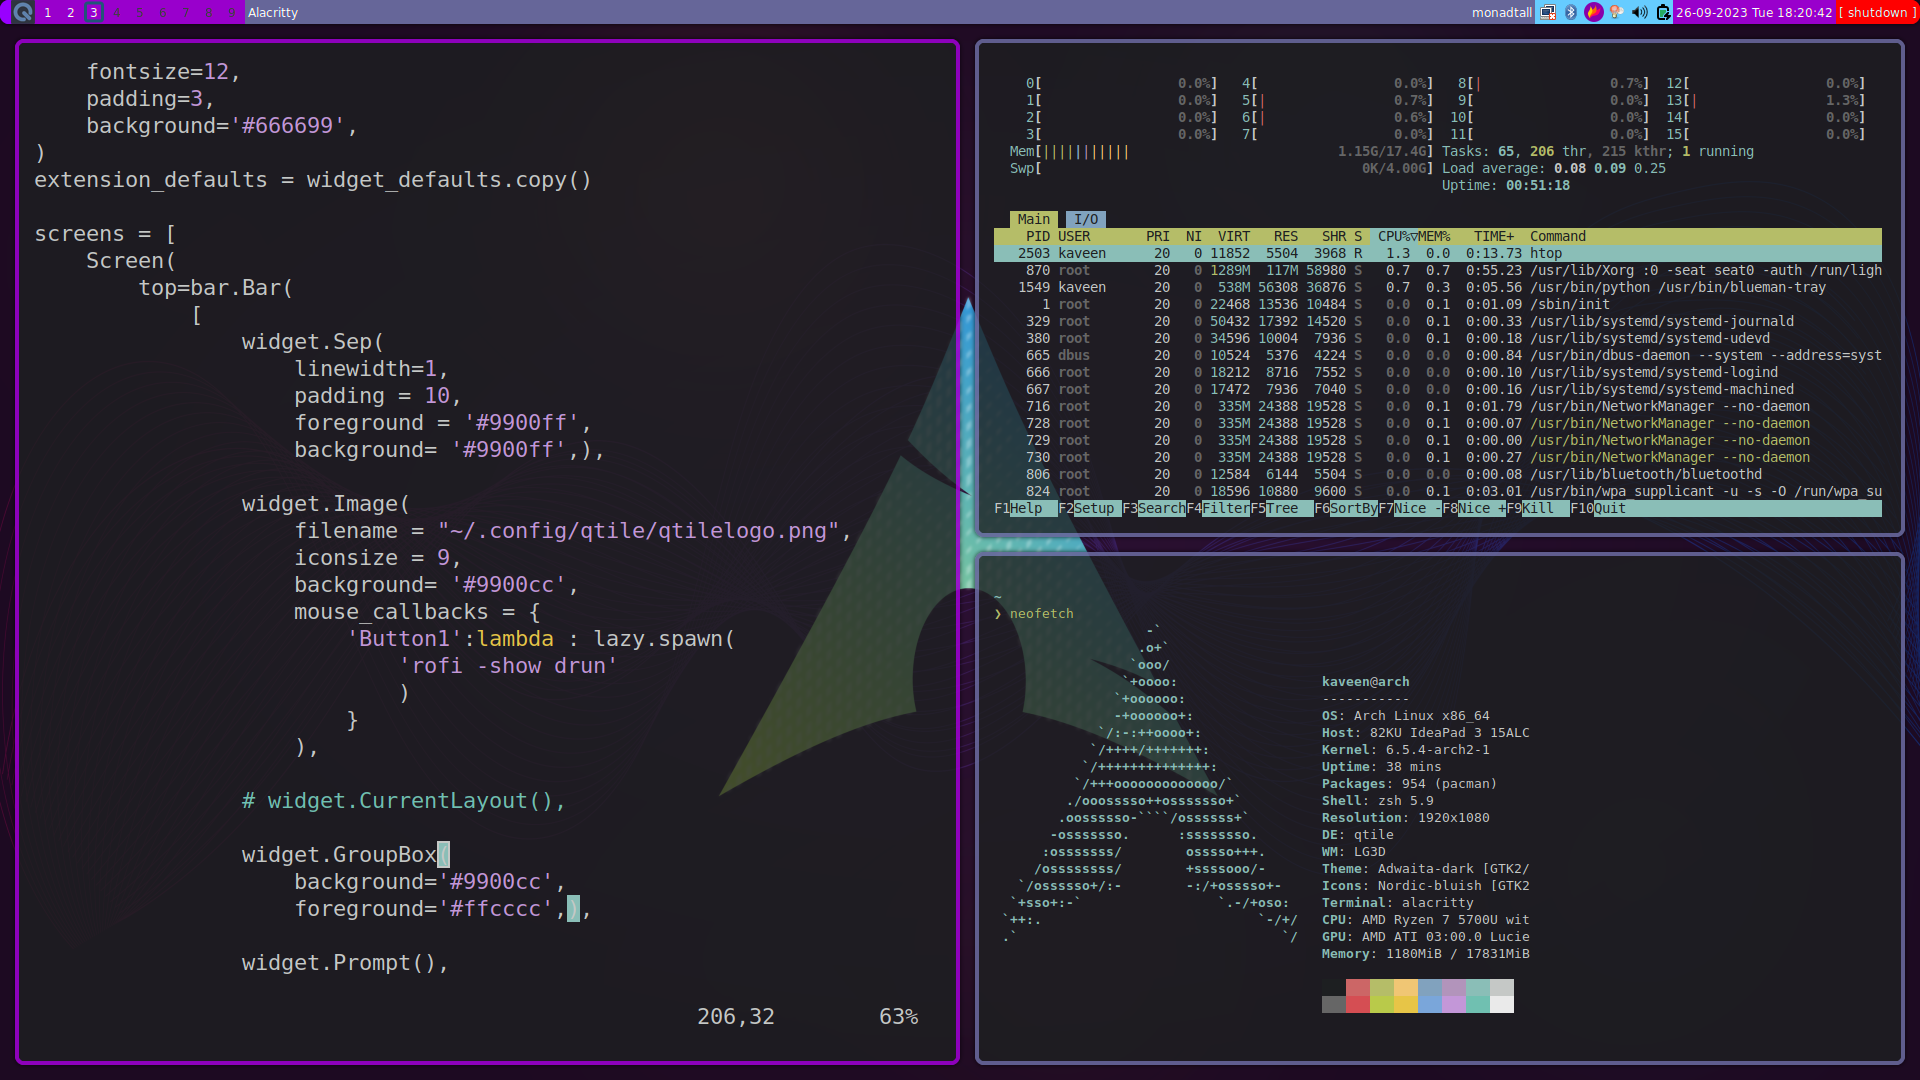 1 2 3 4 5 6 7 8 9 Alacritty
monadtall 26-09-2023 Tue 18:20:42 [ shutdown ]
    fontsize=12,
    padding=3,
    background='#666699',
)
extension_defaults = widget_defaults.copy()
screens = [
    Screen(
        top=bar.Bar(
            [
                widget.Sep(
                    linewidth=1,
                    padding = 10,
                    foreground = '#9900ff',
                    background= '#9900ff',),
                widget.Image(
                    filename = "~/.config/qtile/qtilelogo.png",
                    iconsize = 9,
                    background= '#9900cc',
                    mouse_callbacks = {
                        'Button1':lambda : lazy.spawn(
                            'rofi -show drun'
                            )
                        }
                    ),
                # widget.CurrentLayout(),
                widget.GroupBox(
                    background='#9900cc',
                    foreground='#ffcccc',),
                widget.Prompt(),
206,32 63%
0[ 0.0%] 4[ 0.0%] 8[| 0.7%] 12[ 0.0%]
1[ 0.0%] 5[| 0.7%] 9[ 0.0%] 13[| 1.3%]
2[ 0.0%] 6[| 0.6%] 10[ 0.0%] 14[ 0.0%]
3[ 0.0%] 7[ 0.0%] 11[ 0.0%] 15[ 0.0%]
Mem[||||||||||| 1.15G/17.4G] Tasks: 65, 206 thr, 215 kthr; 1 running
Swp[ 0K/4.00G] Load average: 0.08 0.09 0.25
Uptime: 00:51:18
Main I/O
PID USER PRI NI VIRT RES SHR S CPU%▽MEM% TIME+ Command
2503 kaveen 20 0 11852 5504 3968 R 1.3 0.0 0:13.73 htop
870 root 20 0 1289M 117M 58980 S 0.7 0.7 0:55.23 /usr/lib/Xorg :0 -seat seat0 -auth /run/ligh
1549 kaveen 20 0 538M 56308 36876 S 0.7 0.3 0:05.56 /usr/bin/python /usr/bin/blueman-tray
1 root 20 0 22468 13536 10484 S 0.0 0.1 0:01.09 /sbin/init
329 root 20 0 50432 17392 14520 S 0.0 0.1 0:00.33 /usr/lib/systemd/systemd-journald
380 root 20 0 34596 10004 7936 S 0.0 0.1 0:00.18 /usr/lib/systemd/systemd-udevd
665 dbus 20 0 10524 5376 4224 S 0.0 0.0 0:00.84 /usr/bin/dbus-daemon --system --address=syst
666 root 20 0 18212 8716 7552 S 0.0 0.0 0:00.10 /usr/lib/systemd/systemd-logind
667 root 20 0 17472 7936 7040 S 0.0 0.0 0:00.16 /usr/lib/systemd/systemd-machined
716 root 20 0 335M 24388 19528 S 0.0 0.1 0:01.79 /usr/bin/NetworkManager --no-daemon
728 root 20 0 335M 24388 19528 S 0.0 0.1 0:00.07 /usr/bin/NetworkManager --no-daemon
729 root 20 0 335M 24388 19528 S 0.0 0.1 0:00.00 /usr/bin/NetworkManager --no-daemon
730 root 20 0 335M 24388 19528 S 0.0 0.1 0:00.27 /usr/bin/NetworkManager --no-daemon
806 root 20 0 12584 6144 5504 S 0.0 0.0 0:00.08 /usr/lib/bluetooth/bluetoothd
824 root 20 0 18596 10880 9600 S 0.0 0.1 0:03.01 /usr/bin/wpa_supplicant -u -s -O /run/wpa_su
F1Help F2Setup F3SearchF4FilterF5Tree F6SortByF7Nice -F8Nice +F9Kill F10Quit
~
❯ neofetch
                  -`
                 .o+`
                `ooo/
               `+oooo:
              `+oooooo:
              -+oooooo+:
            `/:-:++oooo+:
           `/++++/+++++++:
          `/++++++++++++++:
         `/+++ooooooooooooo/`
        ./ooosssso++osssssso+`
       .oossssso-````/ossssss+`
      -osssssso.      :ssssssso.
     :osssssss/        osssso+++.
    /ossssssss/        +ssssooo/-
  `/ossssso+/:-        -:/+osssso+-
 `+sso+:-`                 `.-/+oso:
`++:.                           `-/+/
.`                                 `/
kaveen@arch
-----------
OS: Arch Linux x86_64
Host: 82KU IdeaPad 3 15ALC
Kernel: 6.5.4-arch2-1
Uptime: 38 mins
Packages: 954 (pacman)
Shell: zsh 5.9
Resolution: 1920x1080
DE: qtile
WM: LG3D
Theme: Adwaita-dark [GTK2/
Icons: Nordic-bluish [GTK2
Terminal: alacritty
CPU: AMD Ryzen 7 5700U wit
GPU: AMD ATI 03:00.0 Lucie
Memory: 1180MiB / 17831MiB